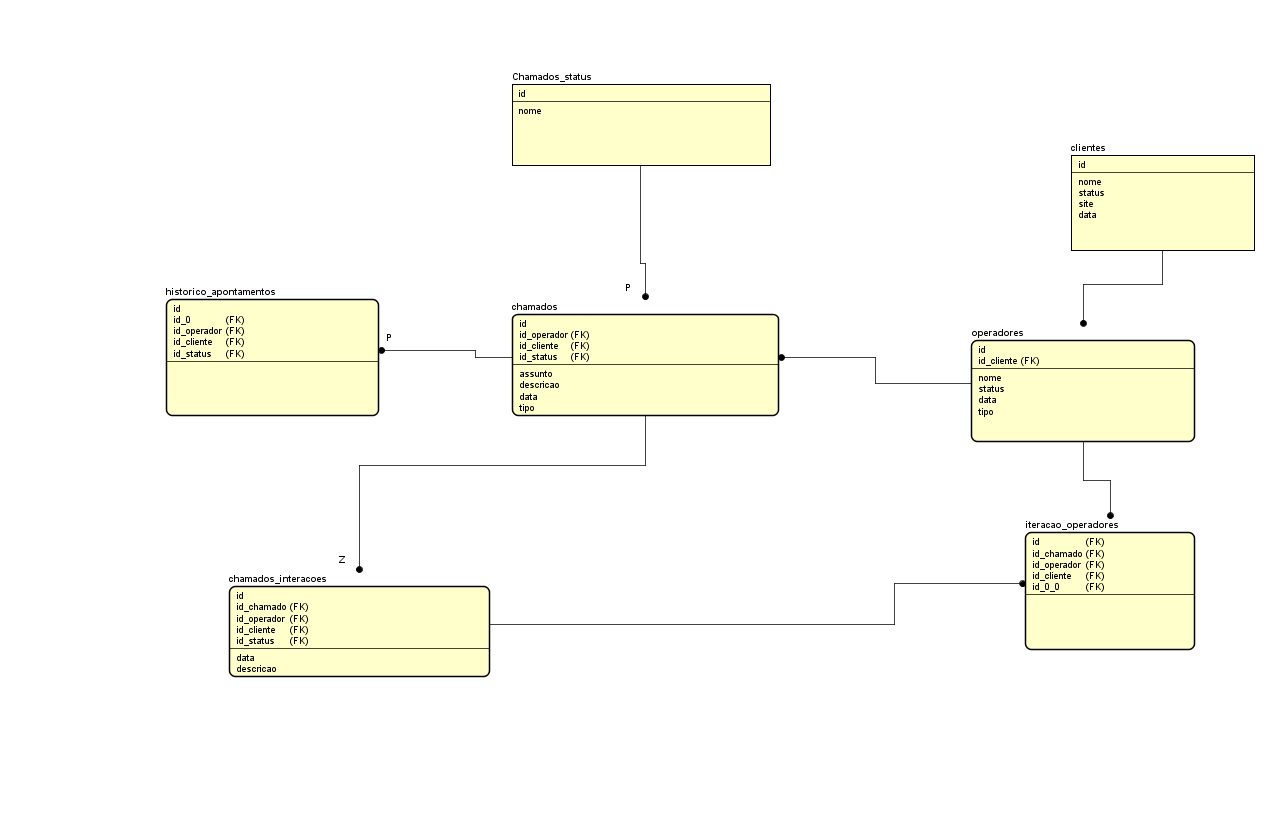 Chamados_status
id
nome
clientes
id
nome
status
site
data
P
historico_apontamentos
id
id_0 (FK)
id_operador (FK)
id_cliente (FK)
id_status (FK)
P
chamados
id
id_operador (FK)
id_cliente (FK)
id_status (FK)
assunto
descricao
data
tipo
operadores
id
id_cliente (FK)
nome
status
data
tipo
iteracao_operadores
id (FK)
id_chamado (FK)
id_operador (FK)
id_cliente (FK)
id_0_0 (FK)
Z
chamados_interacoes
id
id_chamado (FK)
id_operador (FK)
id_cliente (FK)
id_status (FK)
data
descricao